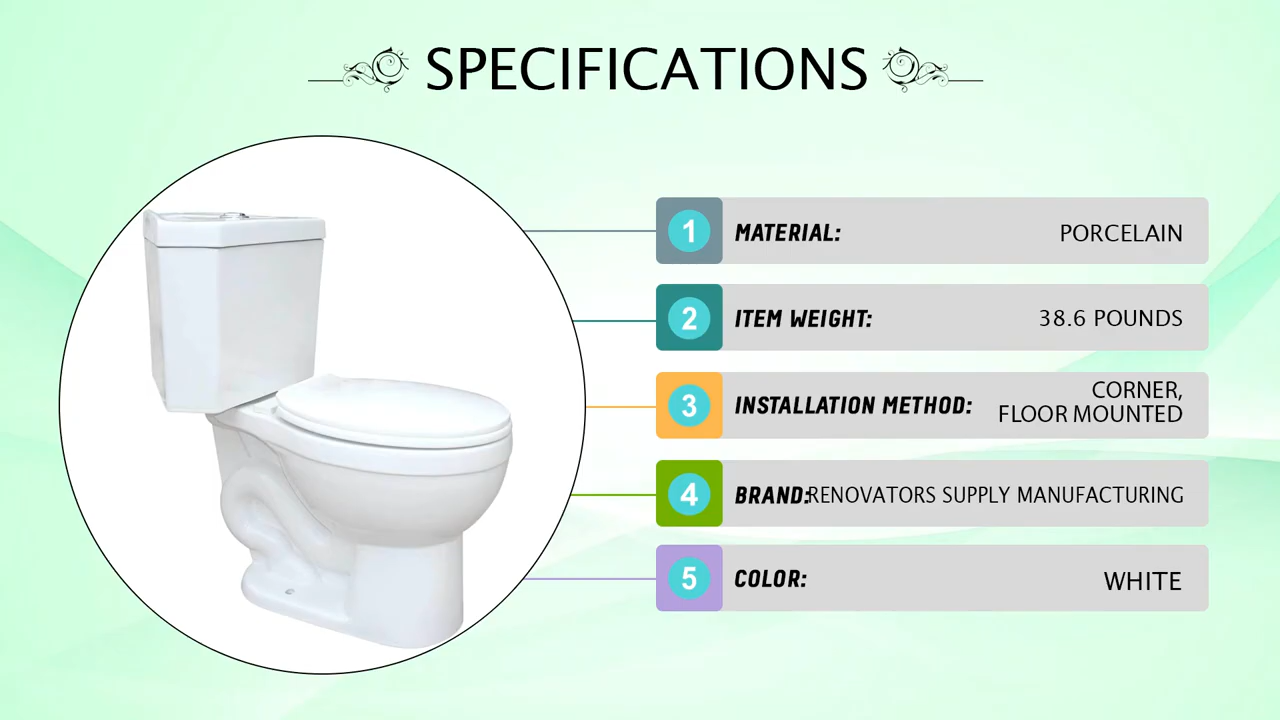 SPECIFICATIONS
1 MATERIAL: PORCELAIN
2 ITEM WEIGHT: 38.6 POUNDS
3 INSTALLATION METHOD: CORNER,
FLOOR MOUNTED
4 BRAND: RENOVATORS SUPPLY MANUFACTURING
5 COLOR: WHITE